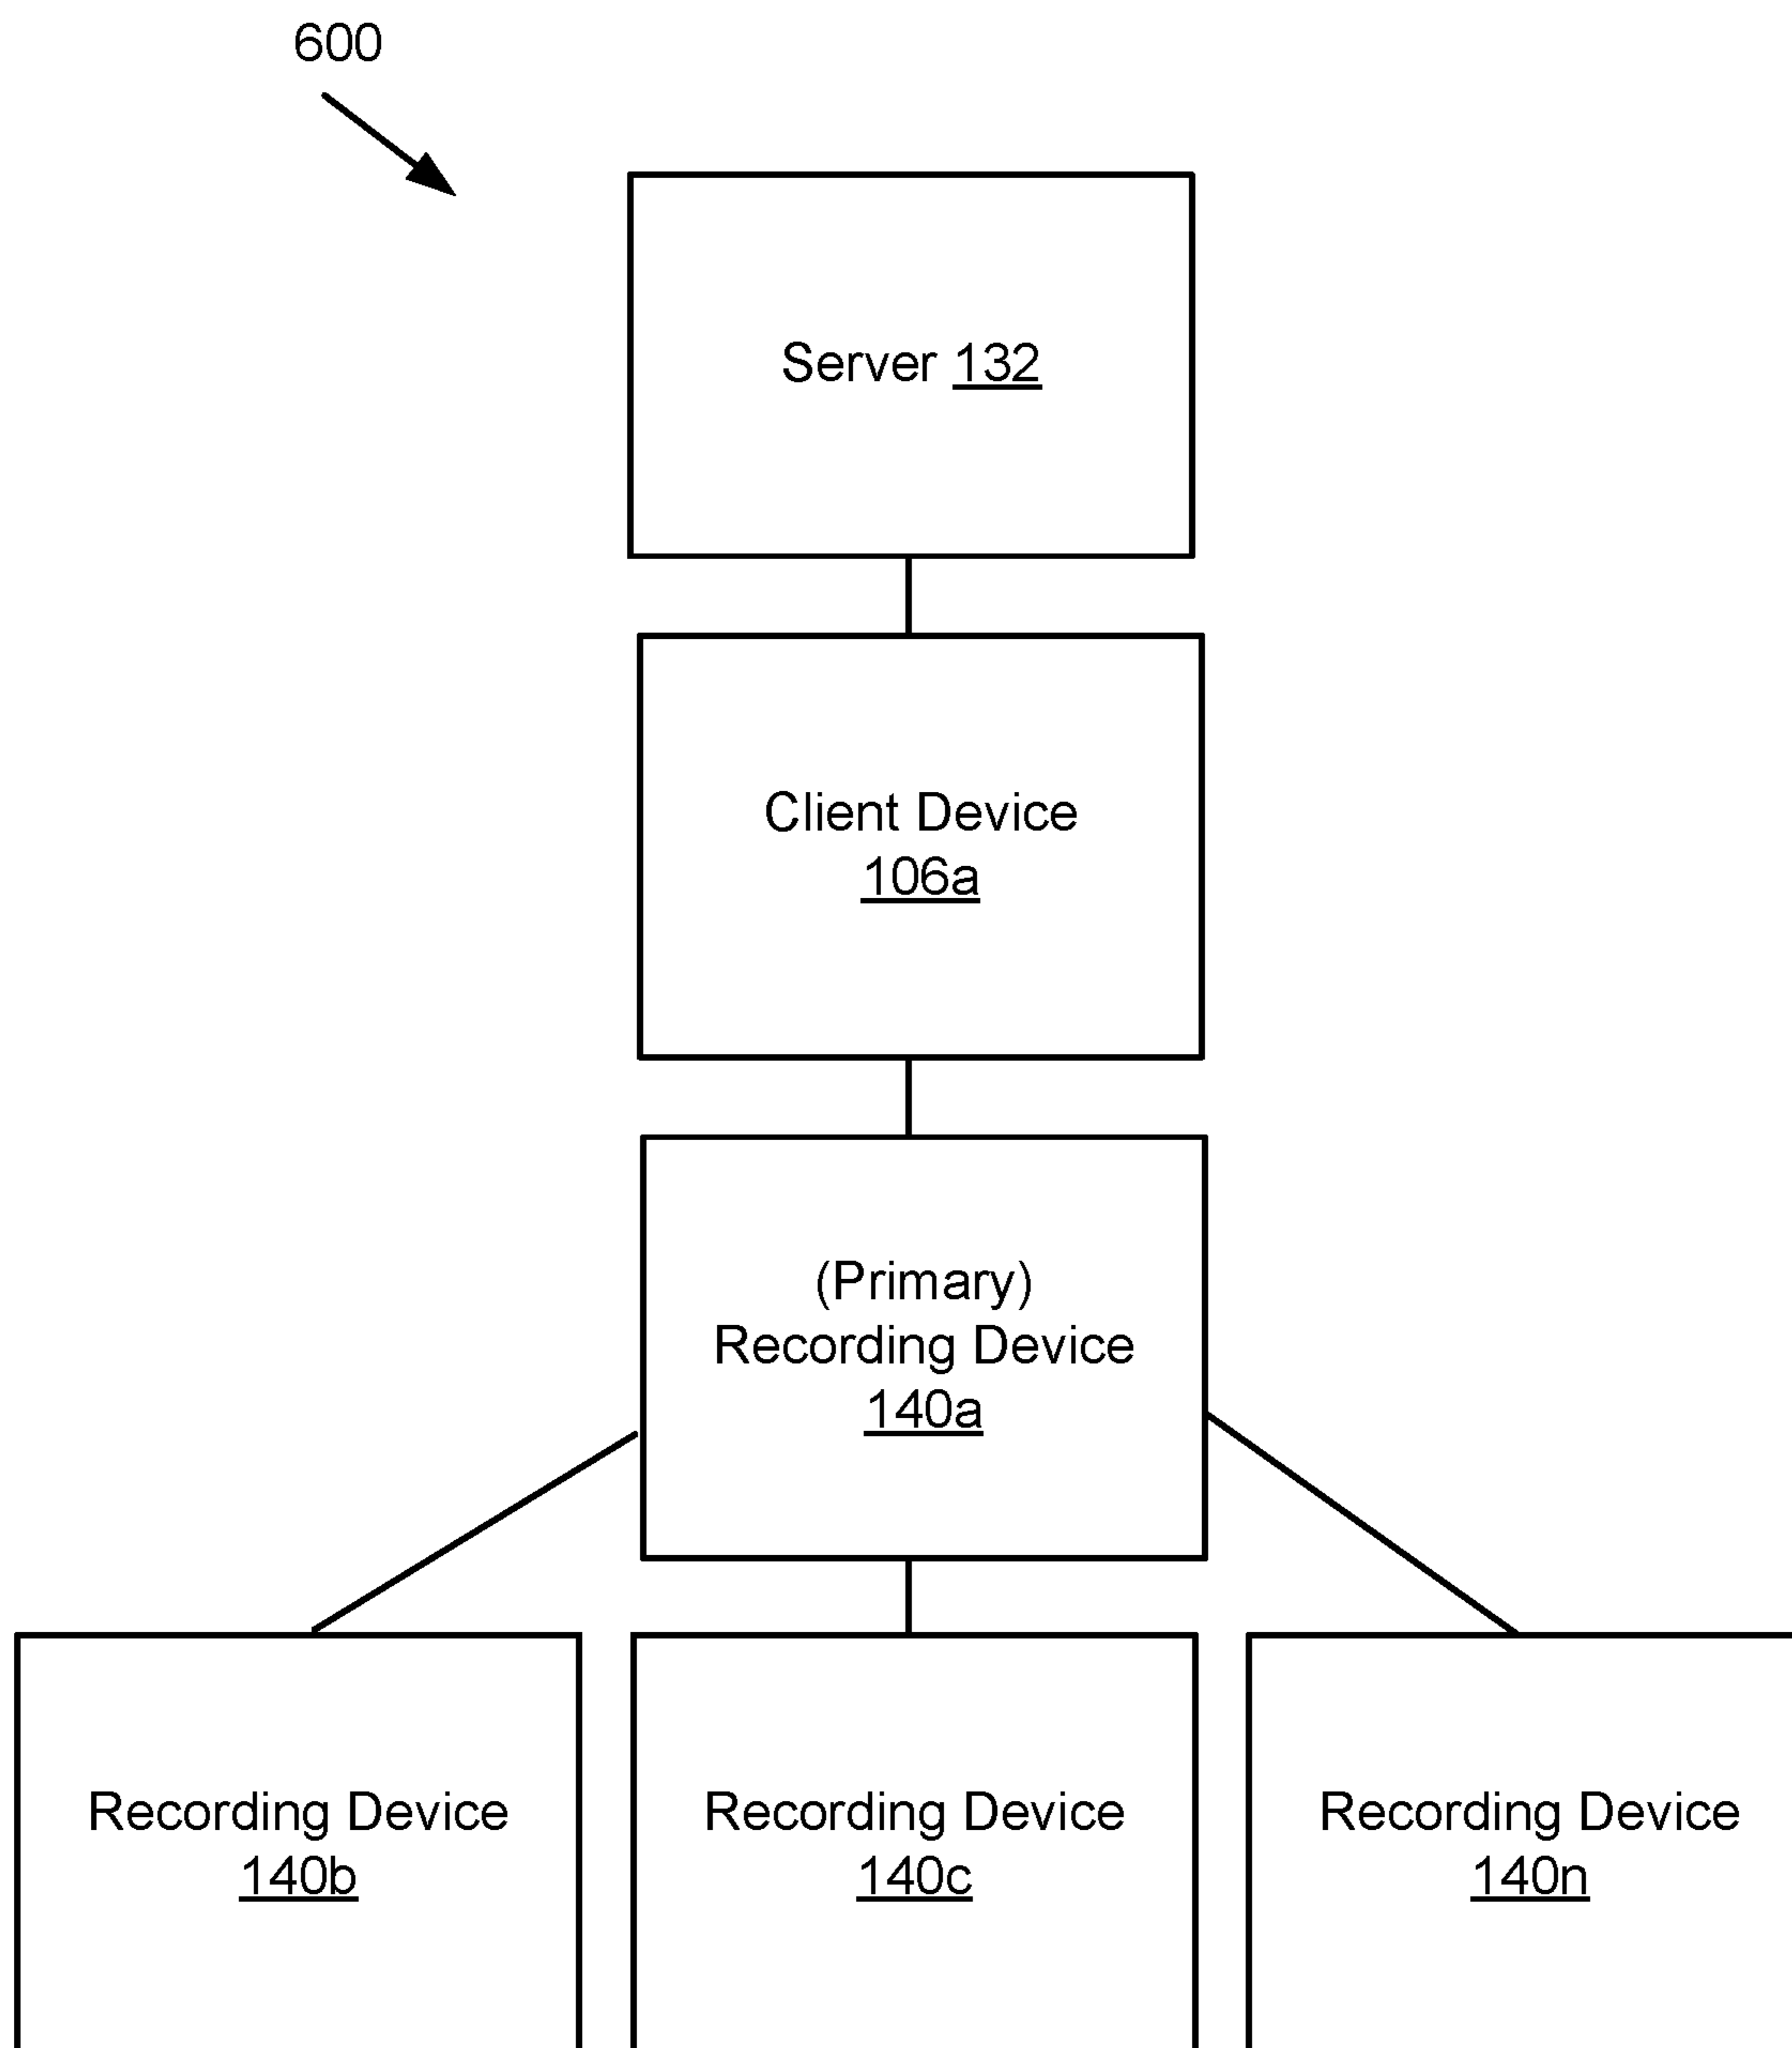 600
Server 132
Client Device
106a
(Primary)
Recording Device
140a
Recording Device
140b
Recording Device
140c
Recording Device
140n